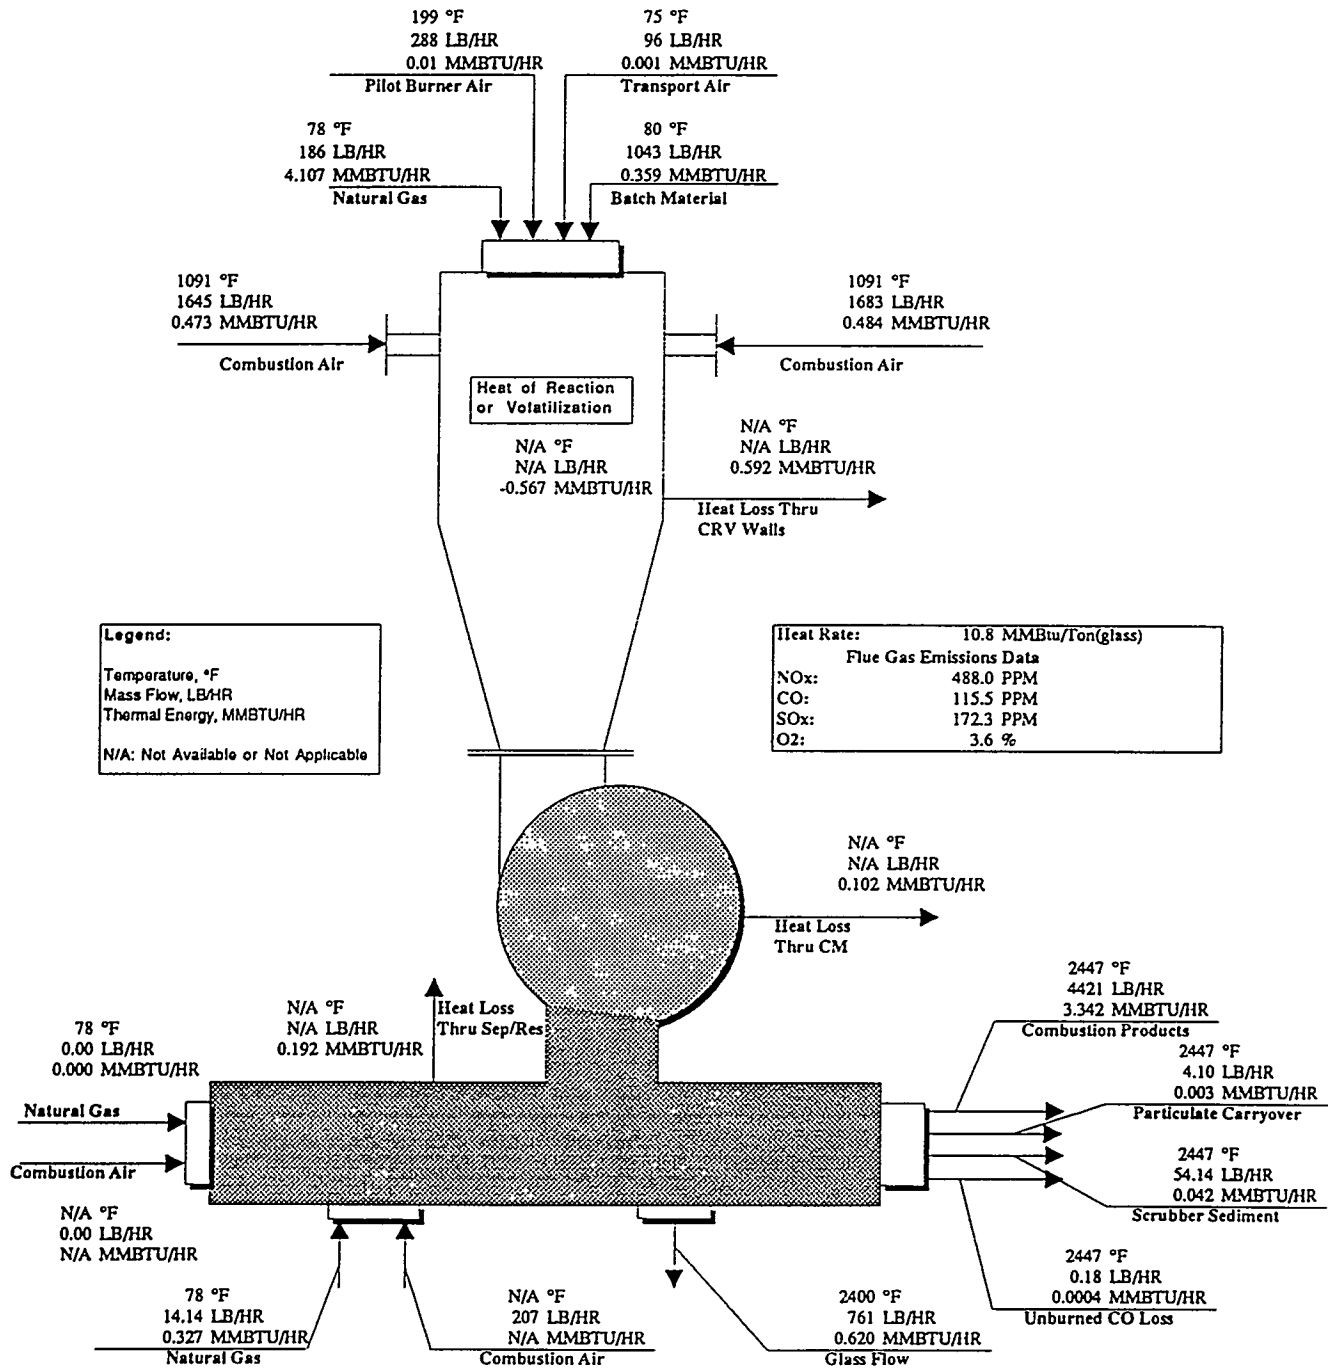 199 °F
288 LB/HR
0.01 MMBTU/HR
Pilot Burner Air
75 °F
96 LB/HR
0.001 MMBTU/HR
Transport Air
78 °F
186 LB/HR
4.107 MMBTU/HR
Natural Gas
80 °F
1043 LB/HR
0.359 MMBTU/HR
Batch Material
1091 °F
1645 LB/HR
0.473 MMBTU/HR
Combustion Air
1091 °F
1683 LB/HR
0.484 MMBTU/HR
Combustion Air
Heat of Reaction
or Volatilization
N/A °F
N/A LB/HR
-0.567 MMBTU/HR
N/A °F
N/A LB/HR
0.592 MMBTU/HR
Heat Loss Thru
CRV Walls
Legend:
Temperature, °F
Mass Flow, LB/HR
Thermal Energy, MMBTU/HR
N/A: Not Available or Not Applicable
Heat Rate: 10.8 MMBtu/Ton(glass)
Flue Gas Emissions Data
NOx: 488.0 PPM
CO: 115.5 PPM
SOx: 172.3 PPM
O2: 3.6 %
N/A °F
N/A LB/HR
0.102 MMBTU/HR
Heat Loss
Thru CM
N/A °F
N/A LB/HR
0.192 MMBTU/HR
Heat Loss
Thru Sep/Res
78 °F
0.00 LB/HR
0.000 MMBTU/HR
Natural Gas
Combustion Air
N/A °F
0.00 LB/HR
N/A MMBTU/HR
2447 °F
4421 LB/HR
3.342 MMBTU/HR
Combustion Products
2447 °F
4.10 LB/HR
0.003 MMBTU/HR
Particulate Carryover
2447 °F
54.14 LB/HR
0.042 MMBTU/HR
Scrubber Sediment
2447 °F
0.18 LB/HR
0.0004 MMBTU/HR
Unburned CO Loss
78 °F
14.14 LB/HR
0.327 MMBTU/HR
Natural Gas
N/A °F
207 LB/HR
N/A MMBTU/HR
Combustion Air
2400 °F
761 LB/HR
0.620 MMBTU/HR
Glass Flow